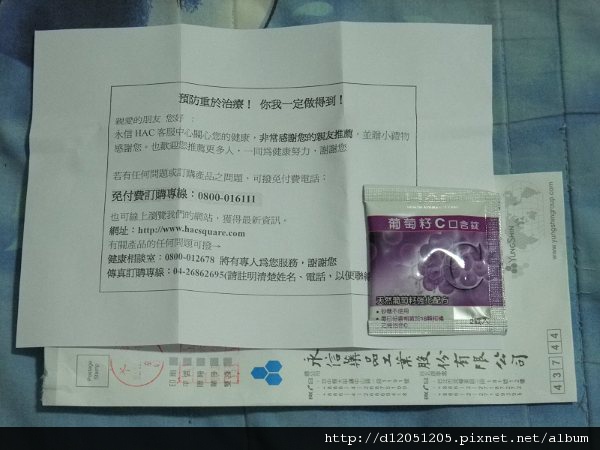 預防重於治療！ 你我一定做得到！
親愛的朋友 您好 ：
永信 HAC 客服中心關心您的健康，非常感謝您的親友推薦，並贈小禮物
感謝您。也歡迎您推薦更多人，一同為健康努力，謝謝您
若有任何問題或訂購產品之問題，可撥免付費電話：
免付費訂購專線：0800-016111
也可線上瀏覽我們的網站，獲得最新資訊。
網址：http://www.hacsquare.com
有關產品的任何問題可撥→
健康相談室：0800-012678 將有專人為您服務，謝謝您
傳真訂購專線：04-26862695(請註明清楚姓名、電話，以便聯絡
葡萄籽C口含錠
天然葡萄籽強化配方
YUNGSHIN
www.yungshingroup.com
永信藥品工業股份有限公司
Postage
Stamp
43744
http://d12051205.pixnet.net/album